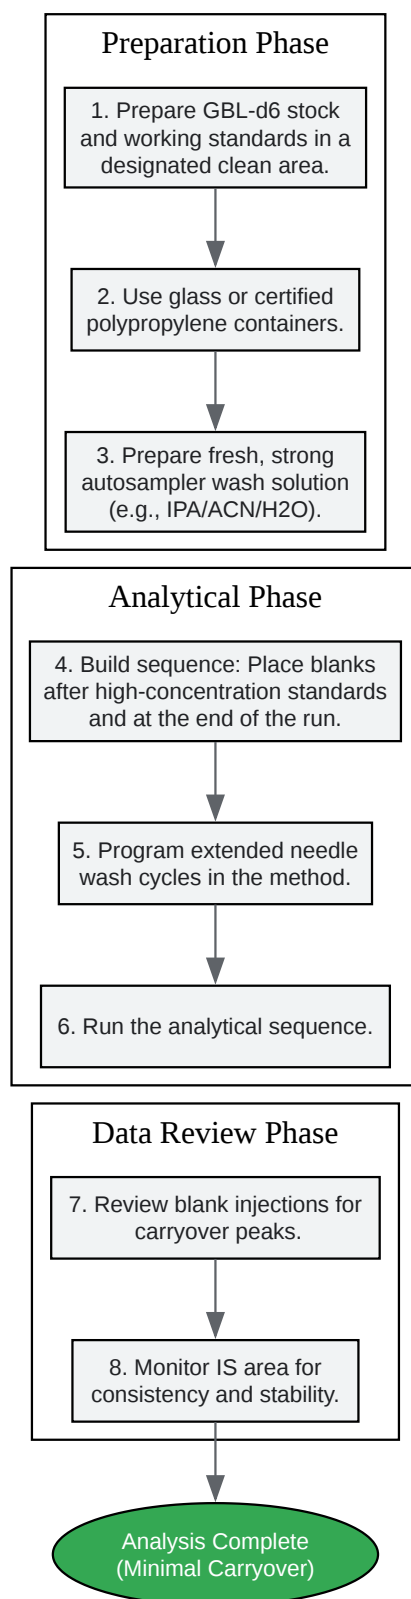 Preparation Phase
1. Prepare GBL-d6 stock
and working standards in a
designated clean area.
2. Use glass or certified
polypropylene containers.
3. Prepare fresh, strong
autosampler wash solution
(e.g., IPA/ACN/H2O).
Analytical Phase
4. Build sequence: Place blanks
after high-concentration standards
and at the end of the run.
5. Program extended needle
wash cycles in the method.
6. Run the analytical sequence.
Data Review Phase
7. Review blank injections for
carryover peaks.
8. Monitor IS area for
consistency and stability.
Analysis Complete
(Minimal Carryover)